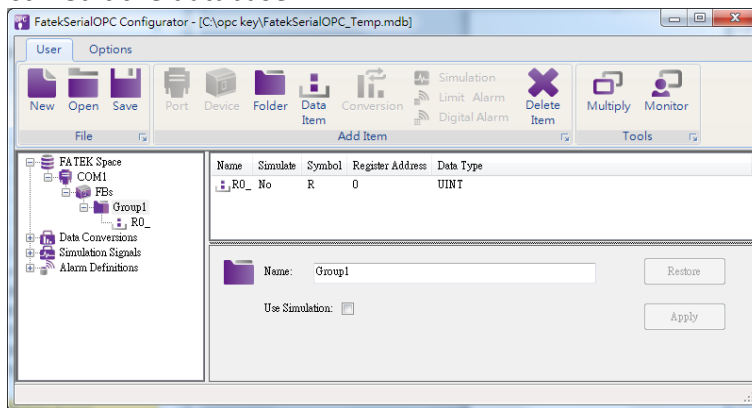 FatekSerialOPC Configurator - [C:\opc key\FatekSerialOPC_Temp.mdb]
User Options
New Open Save Port Device Folder Data Item Conversion Simulation Limit Alarm Digital Alarm Delete Item Multiply Monitor
File Add Item Tools
FATEK Space
COM1
FBs
Group1
R0_
Data Conversions
Simulation Signals
Alarm Definitions
Name Simulate Symbol Register Address Data Type
R0_ No R 0 UINT
Name: Group1
Use Simulation:
Restore
Apply